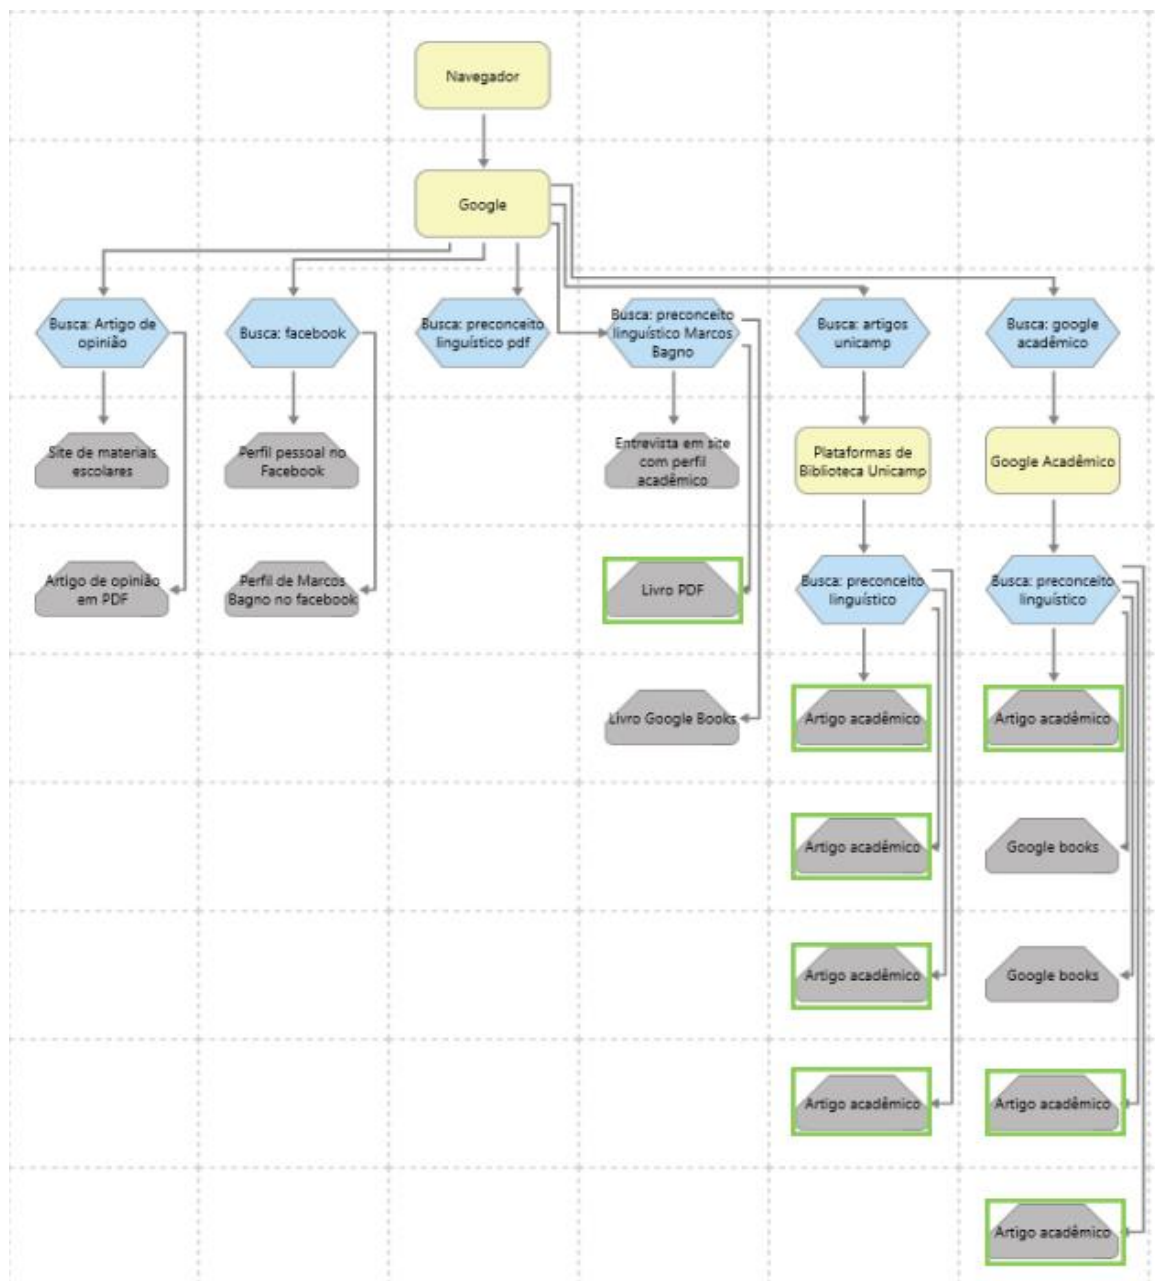 Navegador
Google
Busca: Artigo de
opinião
Busca: facebook
Busca: preconceito
linguístico pdf
Busca: preconceito
linguístico Marcos
Bagno
Busca: artigos
unicamp
Busca: google
acadêmico
Site de materiais
escolares
Perfil pessoal no
Facebook
Entrevista em site
com perfil
acadêmico
Plataformas de
Biblioteca Unicamp
Google Acadêmico
Artigo de opinião
em PDF
Perfil de Marcos
Bagno no facebook
Livro PDF
Busca: preconceito
linguístico
Busca: preconceito
linguístico
Livro Google Books
Artigo acadêmico
Artigo acadêmico
Artigo acadêmico
Google books
Artigo acadêmico
Google books
Artigo acadêmico
Artigo acadêmico
Artigo acadêmico